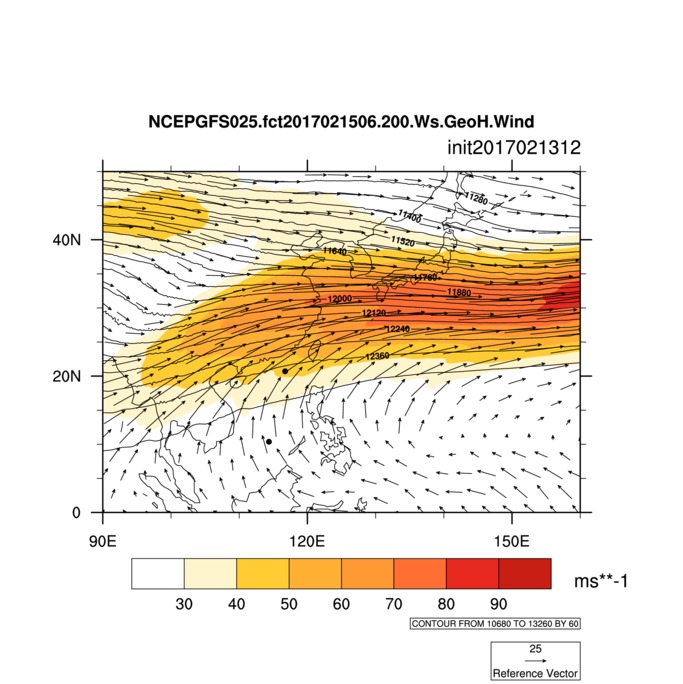 NCEPGFS025.fct2017021506.200.Ws.GeoH.Wind
init2017021312
11280
11400
11520
40N
11640
11760
11880
12000
12120
12240
12360
20N
0
90E 120E 150E
ms**-1
30 40 50 60 70 80 90
CONTOUR FROM 10680 TO 13260 BY 60
25
Reference Vector